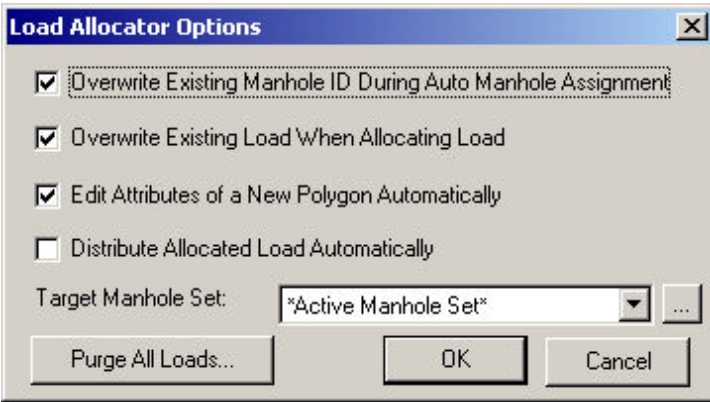 Load Allocator Options
Overwrite Existing Manhole ID During Auto Manhole Assignment
Overwrite Existing Load When Allocating Load
Edit Attributes of a New Polygon Automatically
Distribute Allocated Load Automatically
Target Manhole Set: *Active Manhole Set* ...
Purge All Loads... OK Cancel